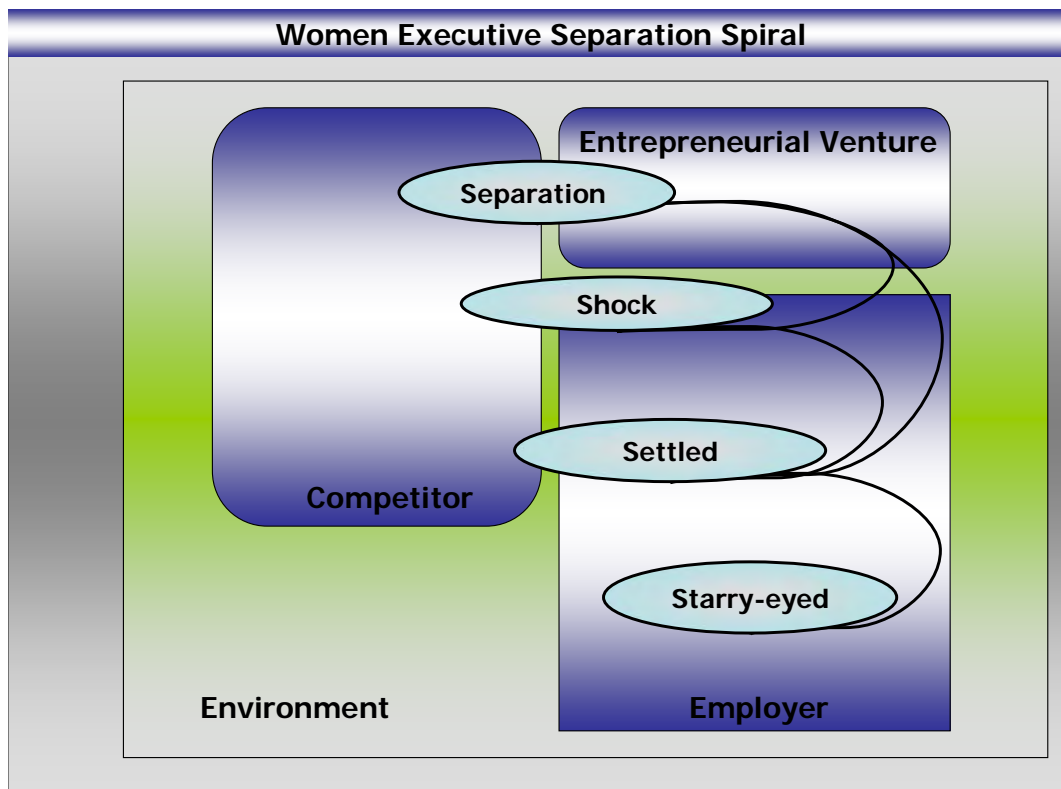 Women Executive Separation Spiral
Entrepreneurial Venture
Separation
Shock
Settled
Competitor
Starry-eyed
Environment
Employer